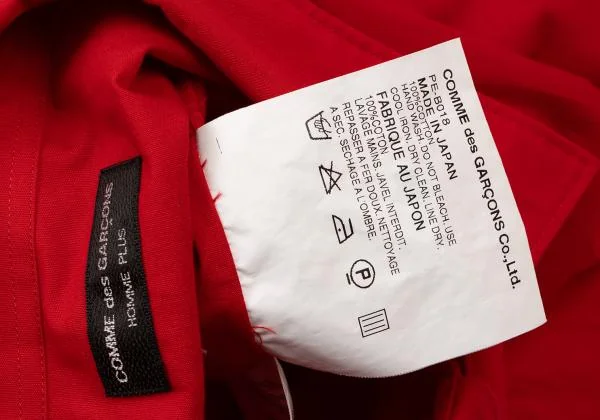 COMME des GARÇONS
HOMME PLUS
COMME des GARÇONS Co.,Ltd.
PE-B018
MADE IN JAPAN
100%COTTON
HAND WASH. DO NOT BLEACH. USE
COOL IRON. DRY CLEAN. LINE DRY.
FABRIQUE AU JAPON
100%COTON
LAVAGE MAINS. JAVEL INTERDIT.
REPASSER A FER DOUX. NETTOYAGE
A SEC. SECHAGE A L'OMBRE.
P